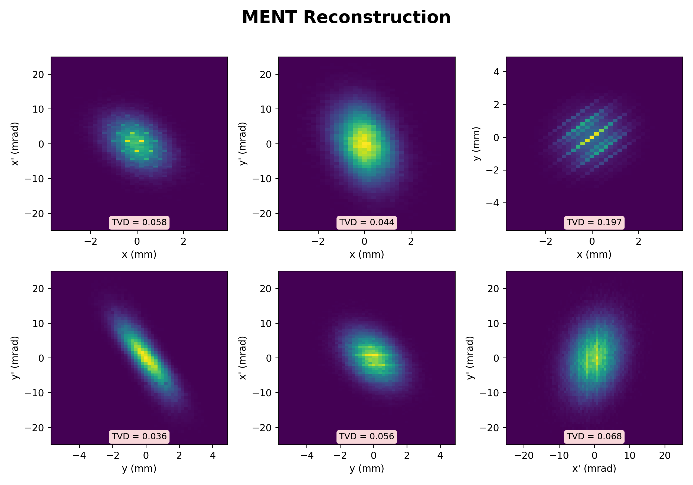 MENT Reconstruction
20
10
0
−10
−20
x' (mrad)
−2
0
2
x (mm)
TVD = 0.058
20
10
0
−10
−20
y' (mrad)
−2
0
2
x (mm)
TVD = 0.044
4
2
0
−2
−4
y (mm)
−2
0
2
x (mm)
TVD = 0.197
20
10
0
−10
−20
y' (mrad)
−4
−2
0
2
4
y (mm)
TVD = 0.036
20
10
0
−10
−20
x' (mrad)
−4
−2
0
2
4
y (mm)
TVD = 0.056
20
10
0
−10
−20
y' (mrad)
−20
−10
0
10
20
x' (mrad)
TVD = 0.068